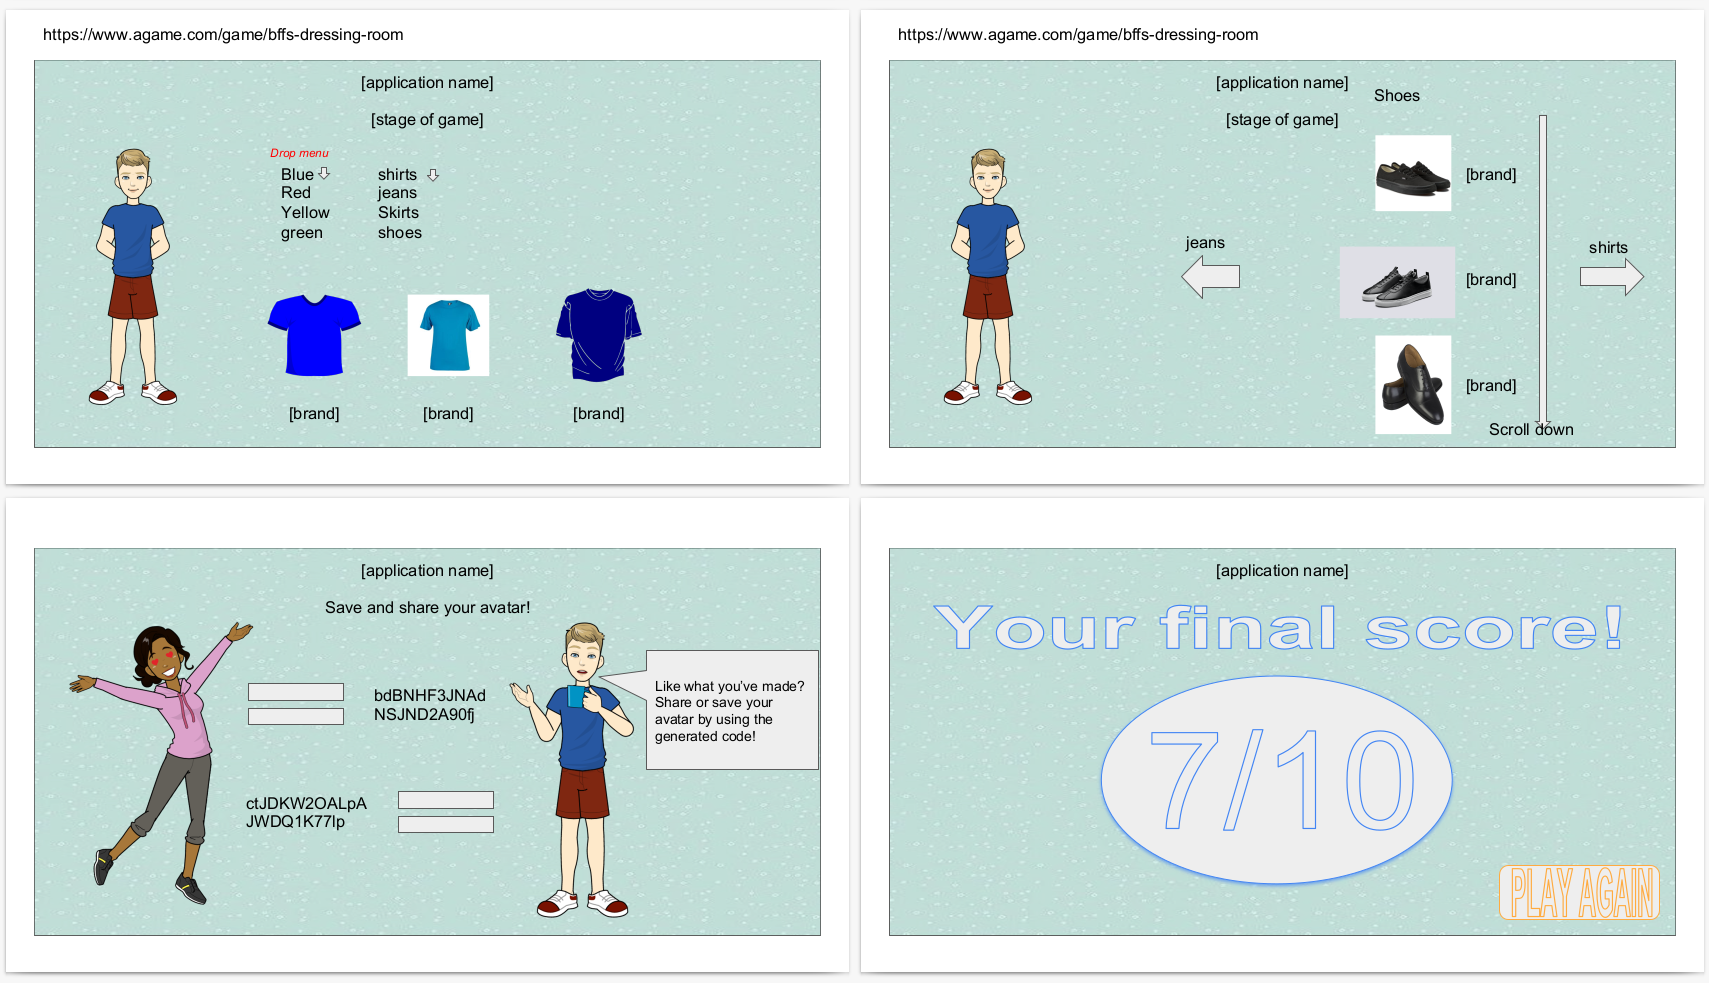 https://www.agame.com/game/bffs-dressing-room
[application name]
[stage of game]
Drop menu
Blue shirts
Red jeans
Yellow Skirts
green shoes
[brand] [brand] [brand]
https://www.agame.com/game/bffs-dressing-room
[application name]
Shoes
[stage of game]
[brand]
jeans
shirts
[brand]
[brand]
Scroll down
[application name]
Save and share your avatar!
bdBNHF3JNAd
NSJND2A90fj
Like what you’ve made?
Share or save your
avatar by using the
generated code!
ctJDKW2OALpA
JWDQ1K77lp
[application name]
Your final score!
7/10
PLAY AGAIN